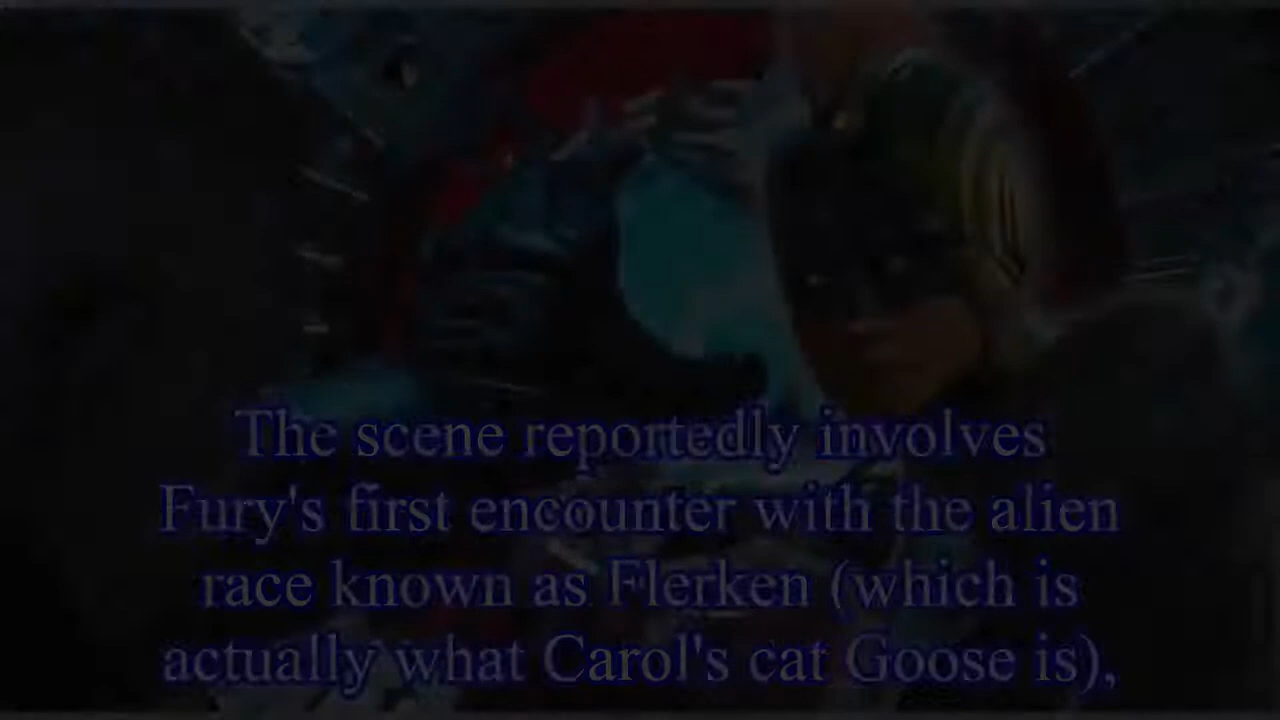 The scene reportedly involves
Fury's first encounter with the alien
race known as Flerken (which is
actually what Carol's cat Goose is),